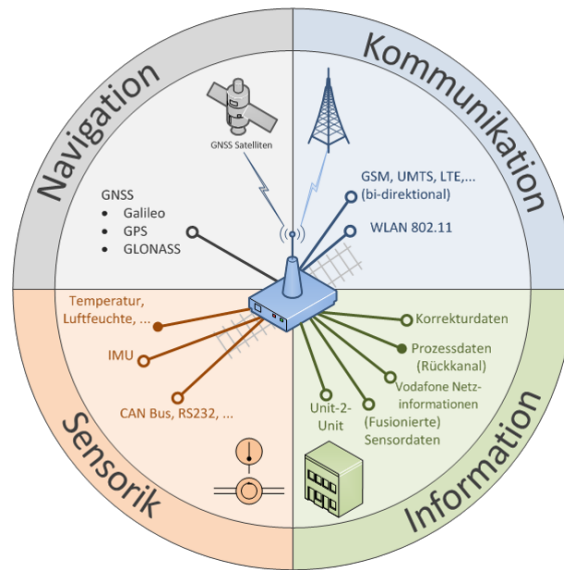 Navigation
Kommunikation
GNSS Satelliten
GNSS
• Galileo
• GPS
• GLONASS
GSM, UMTS, LTE,...
(bi-direktional)
WLAN 802.11
Temperatur,
Luftfeuchte, ...
IMU
CAN Bus, RS232, ...
Korrekturdaten
Prozessdaten
(Rückkanal)
Vodafone Netz-
informationen
(Fusionierte)
Sensordaten
Unit-2-
Unit
Sensorik
Information